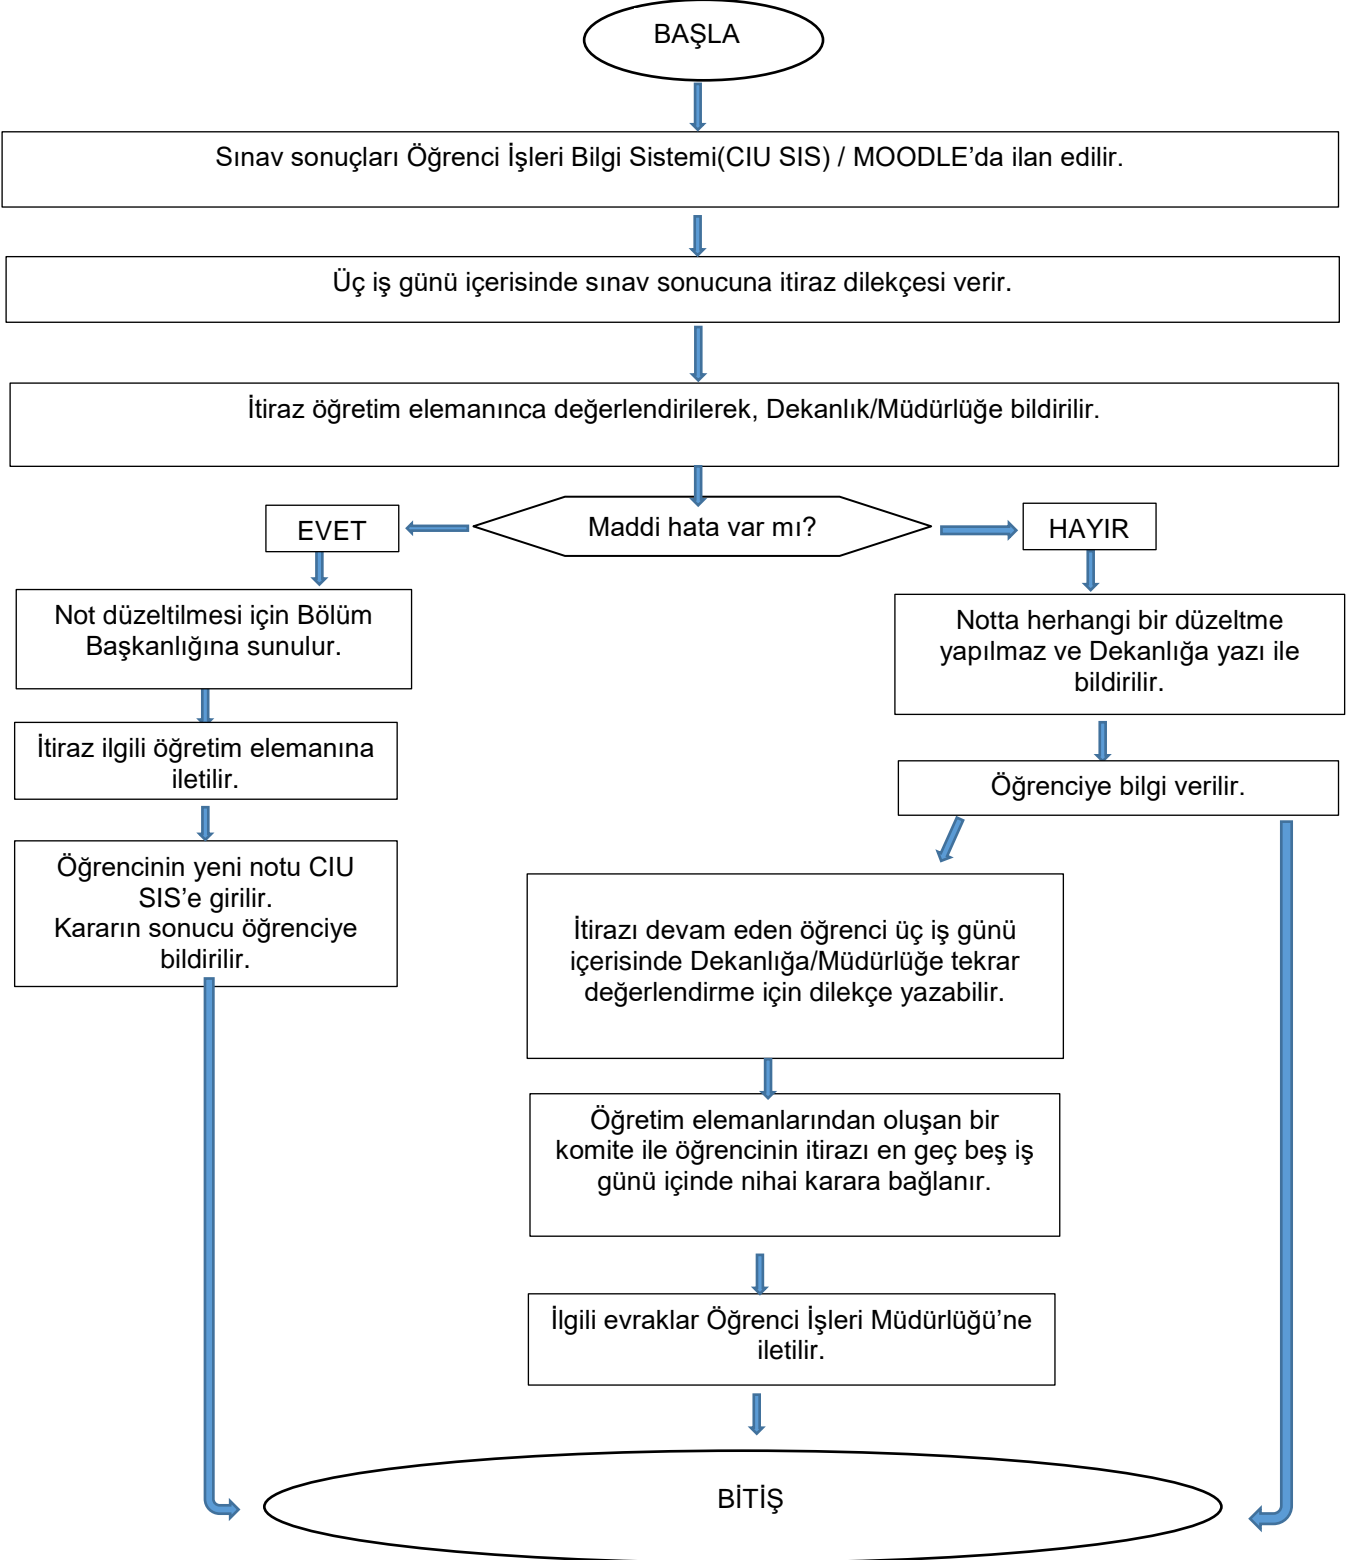 BAŞLA
Sınav sonuçları Öğrenci İşleri Bilgi Sistemi(CIU SIS) / MOODLE’da ilan edilir.
Üç iş günü içerisinde sınav sonucuna itiraz dilekçesi verir.
İtiraz öğretim elemanınca değerlendirilerek, Dekanlık/Müdürlüğe bildirilir.
Maddi hata var mı?
EVET
HAYIR
Not düzeltilmesi için Bölüm
Başkanlığına sunulur.
İtiraz ilgili öğretim elemanına
iletilir.
Öğrencinin yeni notu CIU
SIS’e girilir.
Kararın sonucu öğrenciye
bildirilir.
Notta herhangi bir düzeltme
yapılmaz ve Dekanlığa yazı ile
bildirilir.
Öğrenciye bilgi verilir.
İtirazı devam eden öğrenci üç iş günü
içerisinde Dekanlığa/Müdürlüğe tekrar
değerlendirme için dilekçe yazabilir.
Öğretim elemanlarından oluşan bir
komite ile öğrencinin itirazı en geç beş iş
günü içinde nihai karara bağlanır.
İlgili evraklar Öğrenci İşleri Müdürlüğü’ne
iletilir.
BİTİŞ